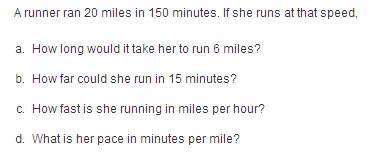 A runner ran 20 miles in 150 minutes. If she runs at that speed,
a. How long would it take her to run 6 miles?
b. How far could she run in 15 minutes?
c. How fast is she running in miles per hour?
d. What is her pace in minutes per mile?